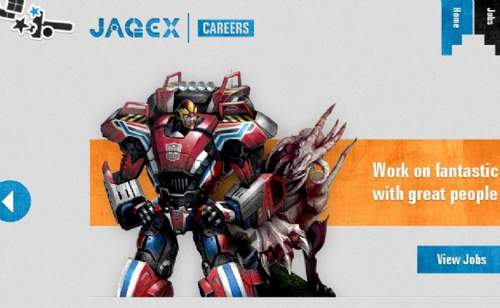 JAGEX CAREERS
Home
Jobs
Work on fantastic
with great people
View Jobs